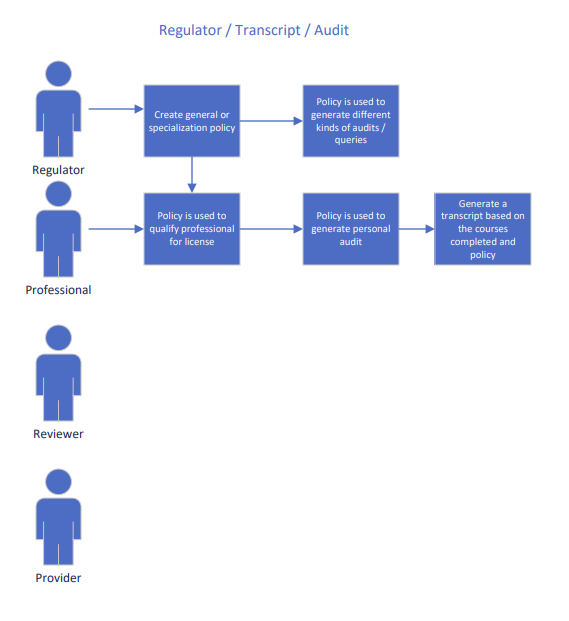 Regulator / Transcript / Audit
Create general or
specialization policy
Policy is used to
generate different
kinds of audits /
queries
Regulator
Policy is used to
qualify professional
for license
Policy is used to
generate personal
audit
Generate a
transcript based on
the courses
completed and
policy
Professional
Reviewer
Provider